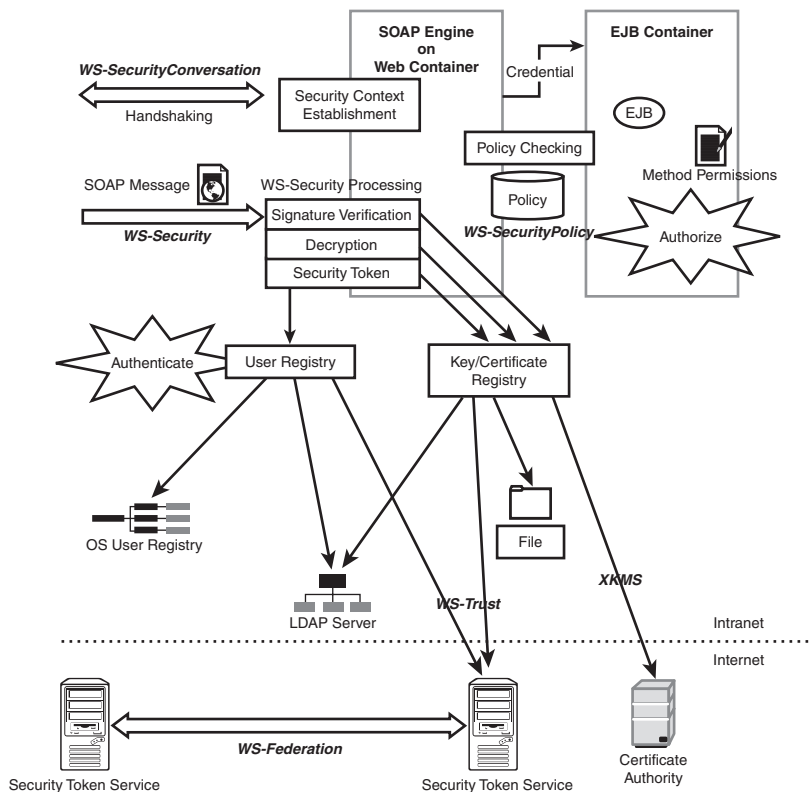 SOAP Engine
on
Web Container
EJB Container
WS-SecurityConversation
Handshaking
Security Context
Establishment
Credential
EJB
Policy Checking
Method Permissions
SOAP Message
WS-Security Processing
Policy
Signature Verification
WS-Security
WS-SecurityPolicy
Authorize
Decryption
Security Token
Authenticate
User Registry
Key/Certificate
Registry
OS User Registry
File
XKMS
WS-Trust
LDAP Server
Intranet
Internet
WS-Federation
Security Token Service
Security Token Service
Certificate
Authority